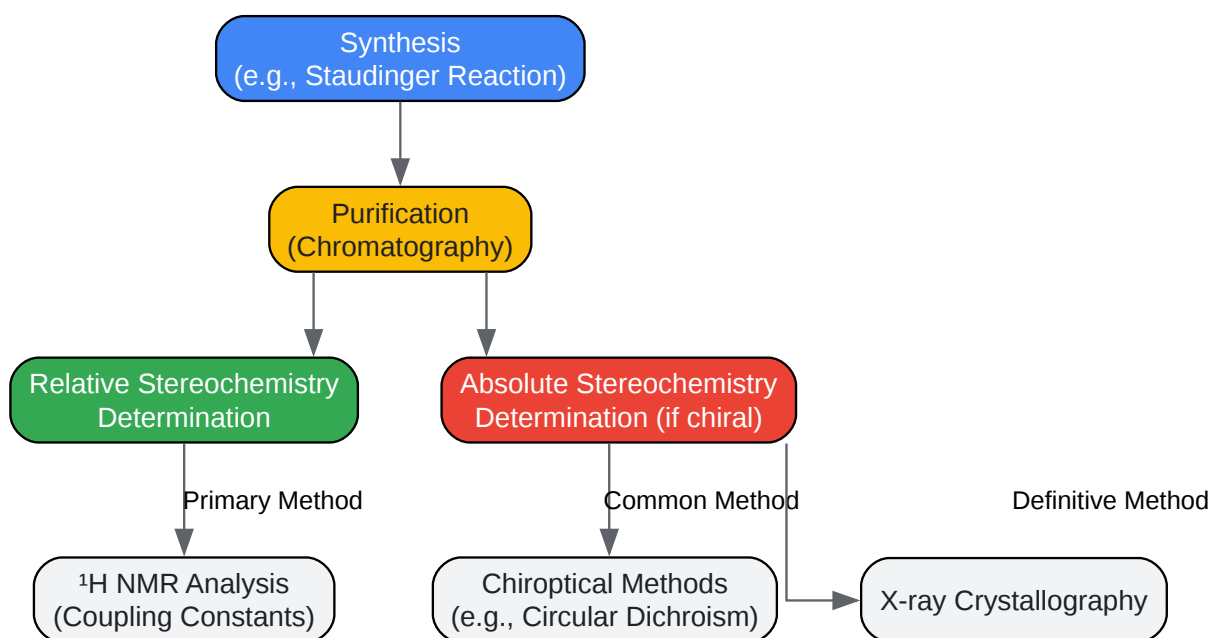 Synthesis
(e.g., Staudinger Reaction)
Purification
(Chromatography)
Relative Stereochemistry
Determination
Absolute Stereochemistry
Determination (if chiral)
Primary Method
Common Method
Definitive Method
¹H NMR Analysis
(Coupling Constants)
Chiroptical Methods
(e.g., Circular Dichroism)
X-ray Crystallography